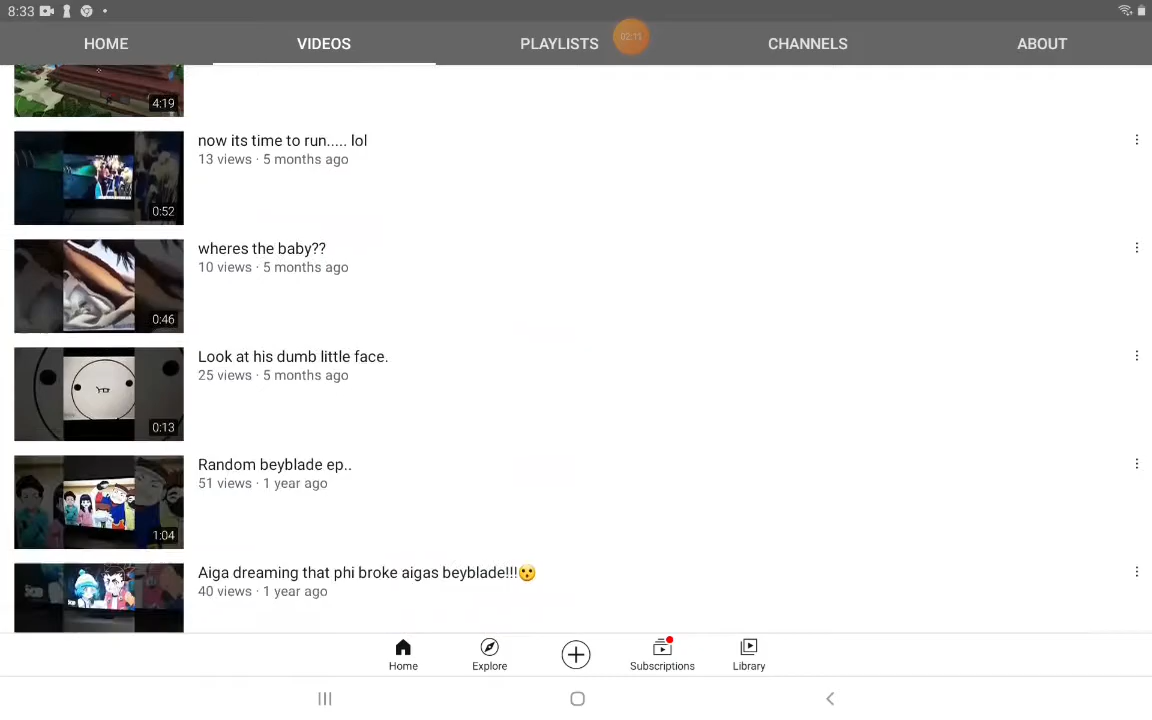 8:33
HOME
VIDEOS
PLAYLISTS
02:11
CHANNELS
ABOUT
4:19
now its time to run..... lol
13 views · 5 months ago
0:52
wheres the baby??
10 views · 5 months ago
0:46
Look at his dumb little face.
25 views · 5 months ago
0:13
Random beyblade ep..
51 views · 1 year ago
1:04
Aiga dreaming that phi broke aigas beyblade!!!😮
40 views · 1 year ago
Home
Explore
Subscriptions
Library